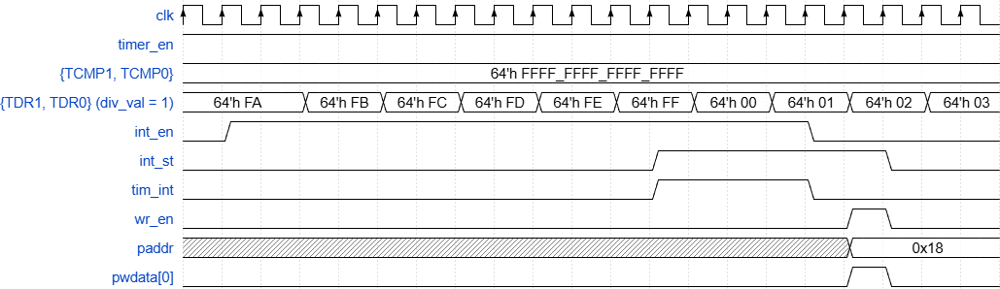 clk
timer_en
{TCMP1, TCMP0} 64'h FFFF_FFFF_FFFF_FFFF
{TDR1, TDR0} (div_val = 1) 64'h FA 64'h FB 64'h FC 64'h FD 64'h FE 64'h FF 64'h 00 64'h 01 64'h 02 64'h 03
int_en
int_st
tim_int
wr_en
paddr 0x18
pwdata[0]